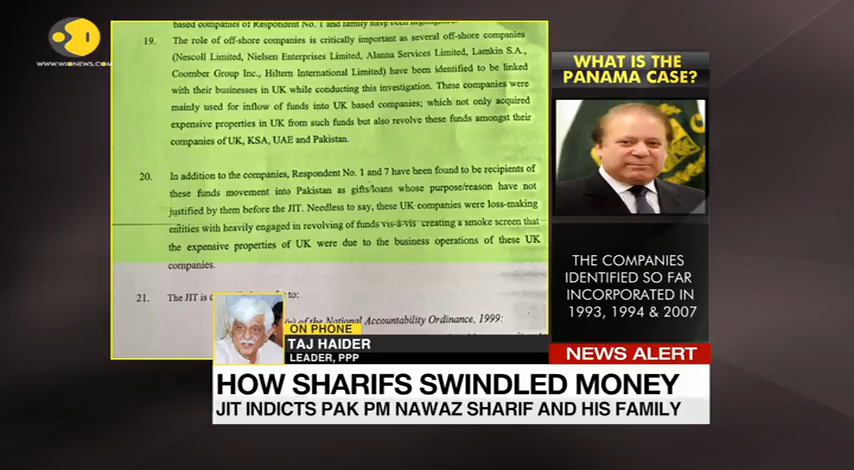 www.wionews.com
based companies of Respondent No. 1 and family have been
19. The role of off-shore companies is critically important as several off-shore companies
(Nescoll Limited, Nielsen Enterprises Limited, Alanna Services Limited, Lamkin S.A.,
Coomber Group Inc., Hiltern International Limited) have been identified to be linked
with their businesses in UK while conducting this investigation. These companies were
mainly used for inflow of funds into UK based companies; which not only acquired
expensive properties in UK from such funds but also revolve these funds amongst their
companies of UK, KSA, UAE and Pakistan.
20. In addition to the companies, Respondent No. 1 and 7 have been found to be recipients of
these funds movement into Pakistan as gifts/loans whose purpose/reason have not
justified by them before the JIT. Needless to say, these UK companies were loss-making
entities with heavily engaged in revolving of funds vis-à-vis creating a smoke screen that
the expensive properties of UK were due to the business operations of these UK
companies.
21. The JIT is to:
of the National Accountability Ordinance, 1999:
WHAT IS THE
PANAMA CASE?
THE COMPANIES
IDENTIFIED SO FAR
INCORPORATED IN
1993, 1994 & 2007
ON PHONE
TAJ HAIDER
LEADER, PPP
NEWS ALERT
HOW SHARIFS SWINDLED MONEY
JIT INDICTS PAK PM NAWAZ SHARIF AND HIS FAMILY